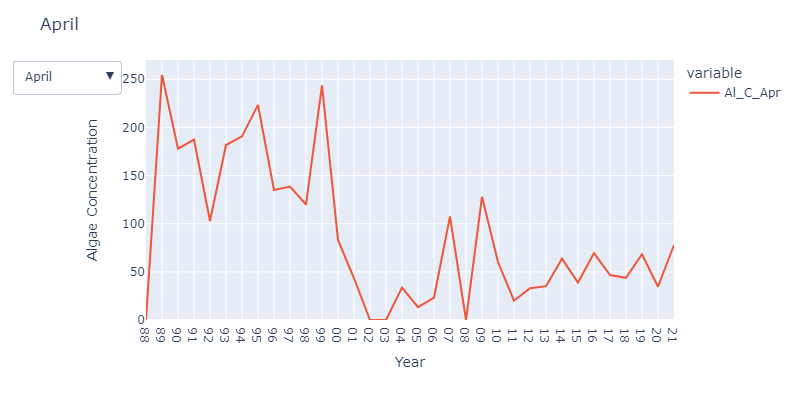 April
April ▼
250
200
150
100
50
0
Algae Concentration
88 89 90 91 92 93 94 95 96 97 98 99 00 01 02 03 04 05 06 07 08 09 10 11 12 13 14 15 16 17 18 19 20 21
Year
variable
Al_C_Apr